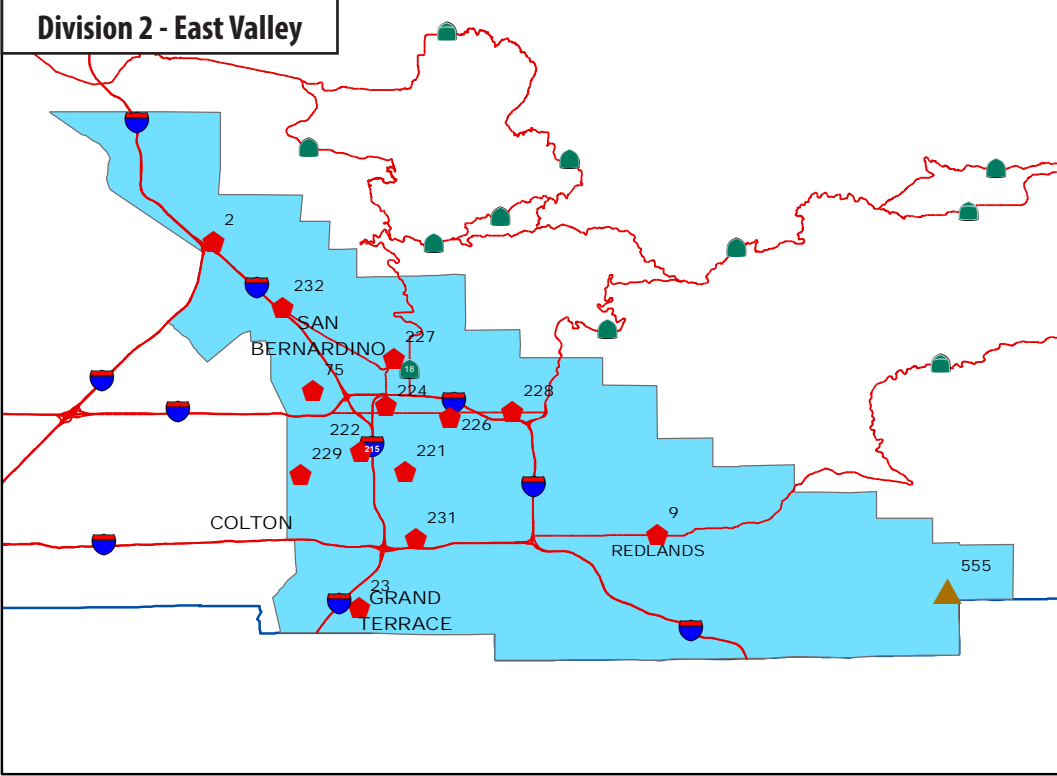 Division 2 - East Valley
2
232
SAN
BERNARDINO
227
18
75
224
228
222
226
215
229
221
COLTON
231
9
REDLANDS
555
23
GRAND
TERRACE